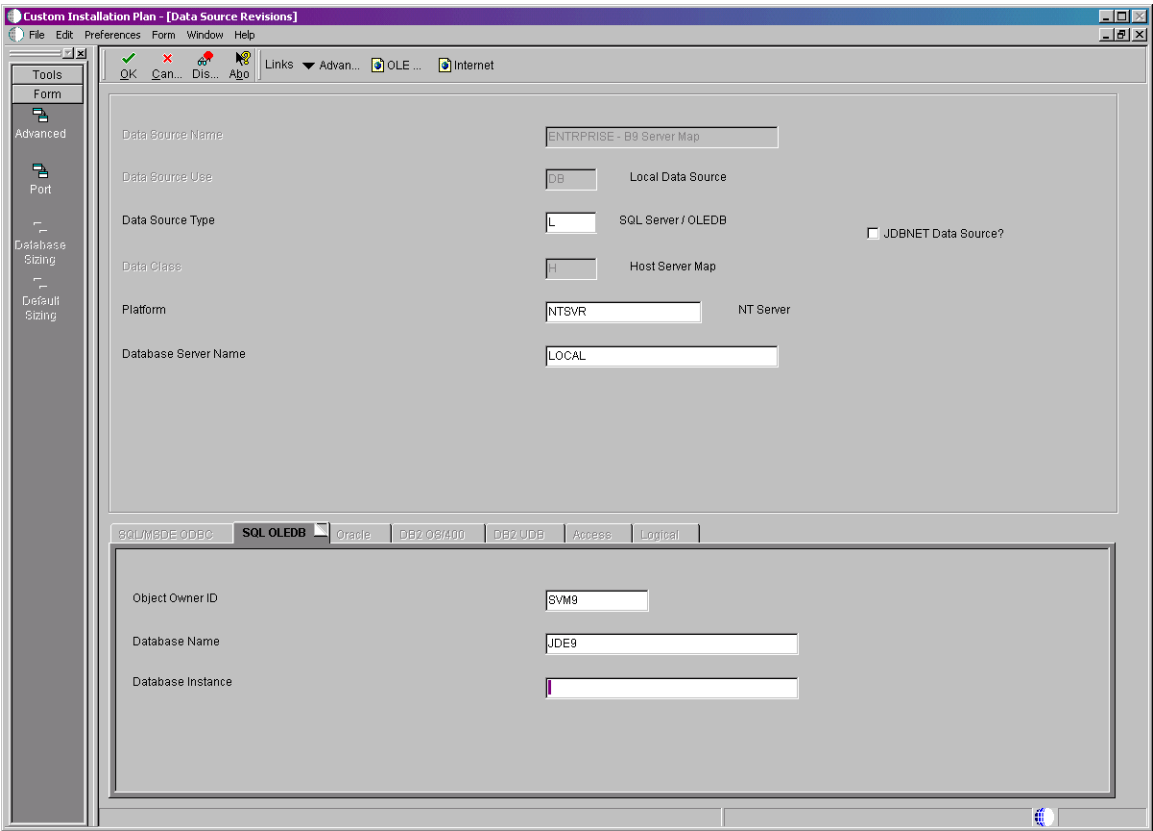 Custom Installation Plan - [Data Source Revisions]
File Edit Preferences Form Window Help
OK Can... Dis... Abo Links Advan... OLE ... Internet
Tools
Form
Advanced
Port
Database
Sizing
Default
Sizing
Data Source Name ENTRPRISE - B9 Server Map
Data Source Use DB Local Data Source
Data Source Type L SQL Server / OLEDB
JDBNET Data Source?
Data Class H Host Server Map
Platform NTSVR NT Server
Database Server Name LOCAL
SQL/MSDE ODBC SQL OLEDB Oracle DB2 OS/400 DB2 UDB Access Logical
Object Owner ID SVM9
Database Name JDE9
Database Instance